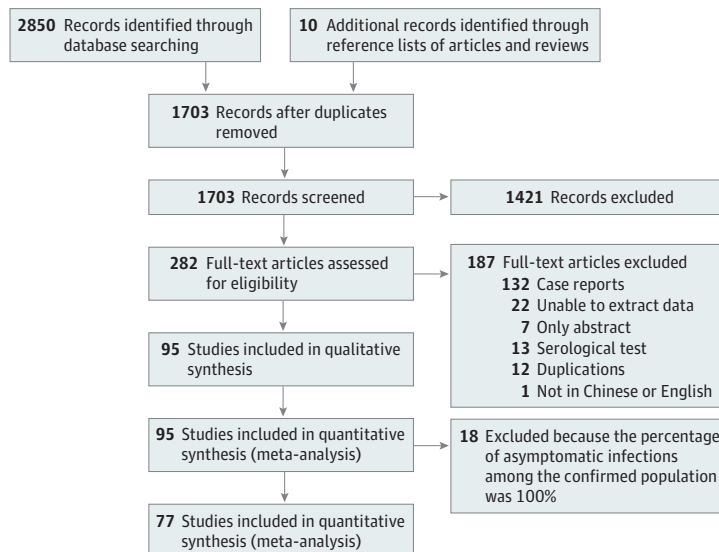 2850 Records identified through
database searching
10 Additional records identified through
reference lists of articles and reviews
1703 Records after duplicates
removed
1703 Records screened
1421 Records excluded
282 Full-text articles assessed
for eligibility
187 Full-text articles excluded
132 Case reports
22 Unable to extract data
7 Only abstract
13 Serological test
12 Duplications
1 Not in Chinese or English
95 Studies included in qualitative
synthesis
95 Studies included in quantitative
synthesis (meta-analysis)
18 Excluded because the percentage
of asymptomatic infections
among the confirmed population
was 100%
77 Studies included in quantitative
synthesis (meta-analysis)